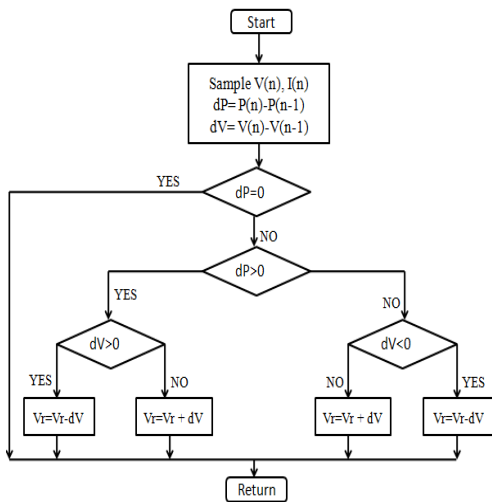 Start
Sample V(n), I(n)
dP= P(n)-P(n-1)
dV= V(n)-V(n-1)
YES
dP=0
NO
dP>0
YES
NO
dV>0
dV<0
YES
NO
NO
YES
Vr=Vr-dV
Vr=Vr + dV
Vr=Vr + dV
Vr=Vr-dV
Return